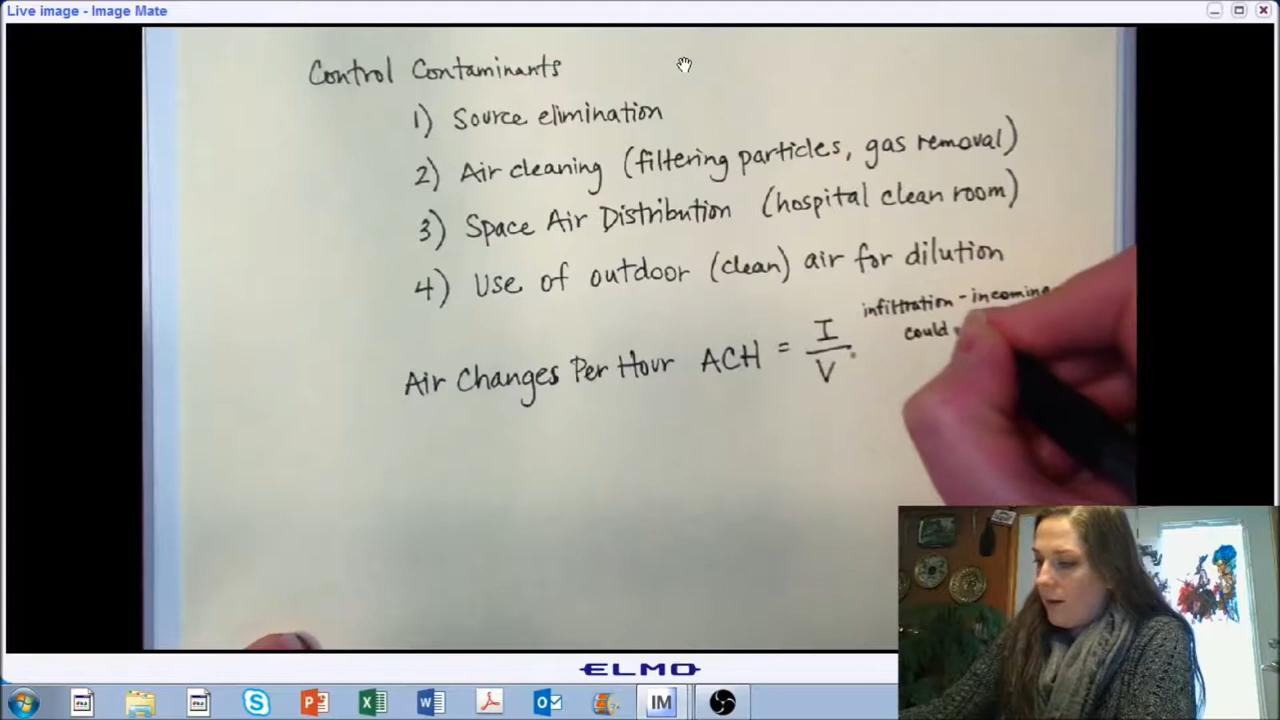 Live image - Image Mate
Control Contaminants
1) Source elimination
2) Air cleaning (filtering particles, gas removal)
3) Space Air Distribution (hospital clean room)
4) Use of outdoor (clean) air for dilution
infiltration - incoming
could
Air Changes Per Hour ACH = I
V
ELMO
IM